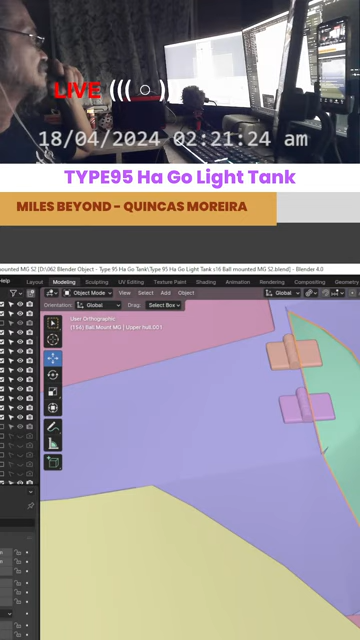 LIVE ((( ○ ))
18/04/2024 02:21:24 am
TYPE95 Ha Go Light Tank
MILES BEYOND - QUINCAS MOREIRA
mounted MG S2 [D:\062 Blender Object - Type 95 Ha Go Tank\Type 95 Ha Go Light Tank s16 Ball mounted MG S2.blend] - Blender 4.0
Help Layout Modeling Sculpting UV Editing Texture Paint Shading Animation Rendering Compositing Geometry
Object Mode View Select Add Object Global
Orientation: Global Drag: Select Box
User Orthographic
(154) Ball Mount MG | Upper hull.001